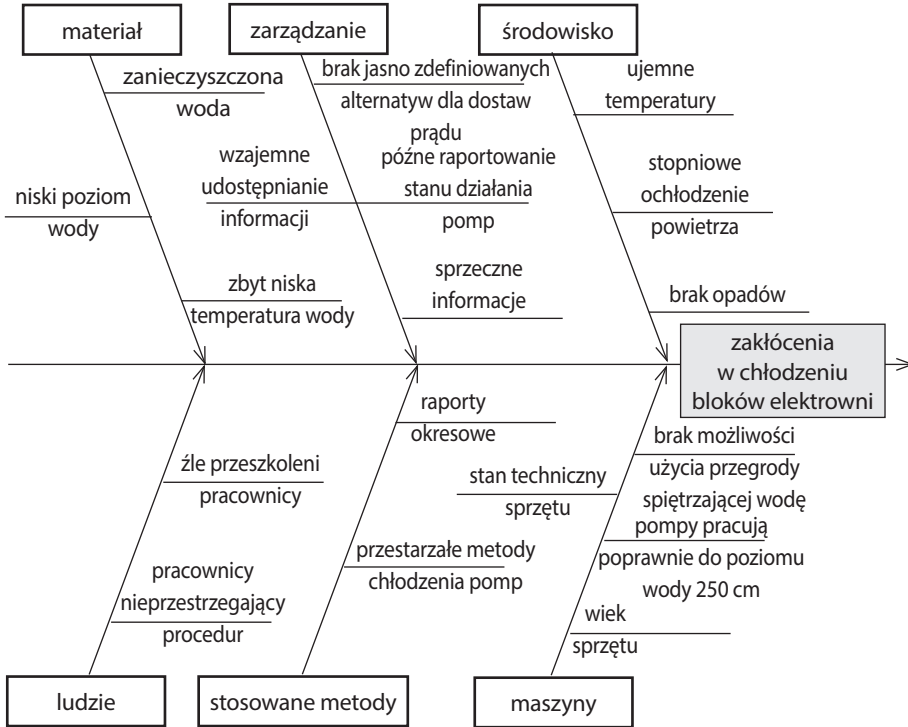 materiał
zarządzanie
środowisko
zanieczyszczona
woda
niski poziom
wody
zbyt niska
temperatura wody
brak jasno zdefiniowanych
alternatyw dla dostaw
prądu
wzajemne
udostępnianie
informacji
późne raportowanie
stanu działania
pomp
sprzeczne
informacje
ujemne
temperatury
stopniowe
ochłodzenie
powietrza
brak opadów
zakłócenia
w chłodzeniu
bloków elektrowni
źle przeszkoleni
pracownicy
pracownicy
nieprzestrzegający
procedur
raporty
okresowe
przestarzałe metody
chłodzenia pomp
stan techniczny
sprzętu
brak możliwości
użycia przegrody
spiętrzającej wodę
pompy pracują
poprawnie do poziomu
wody 250 cm
wiek
sprzętu
ludzie
stosowane metody
maszyny